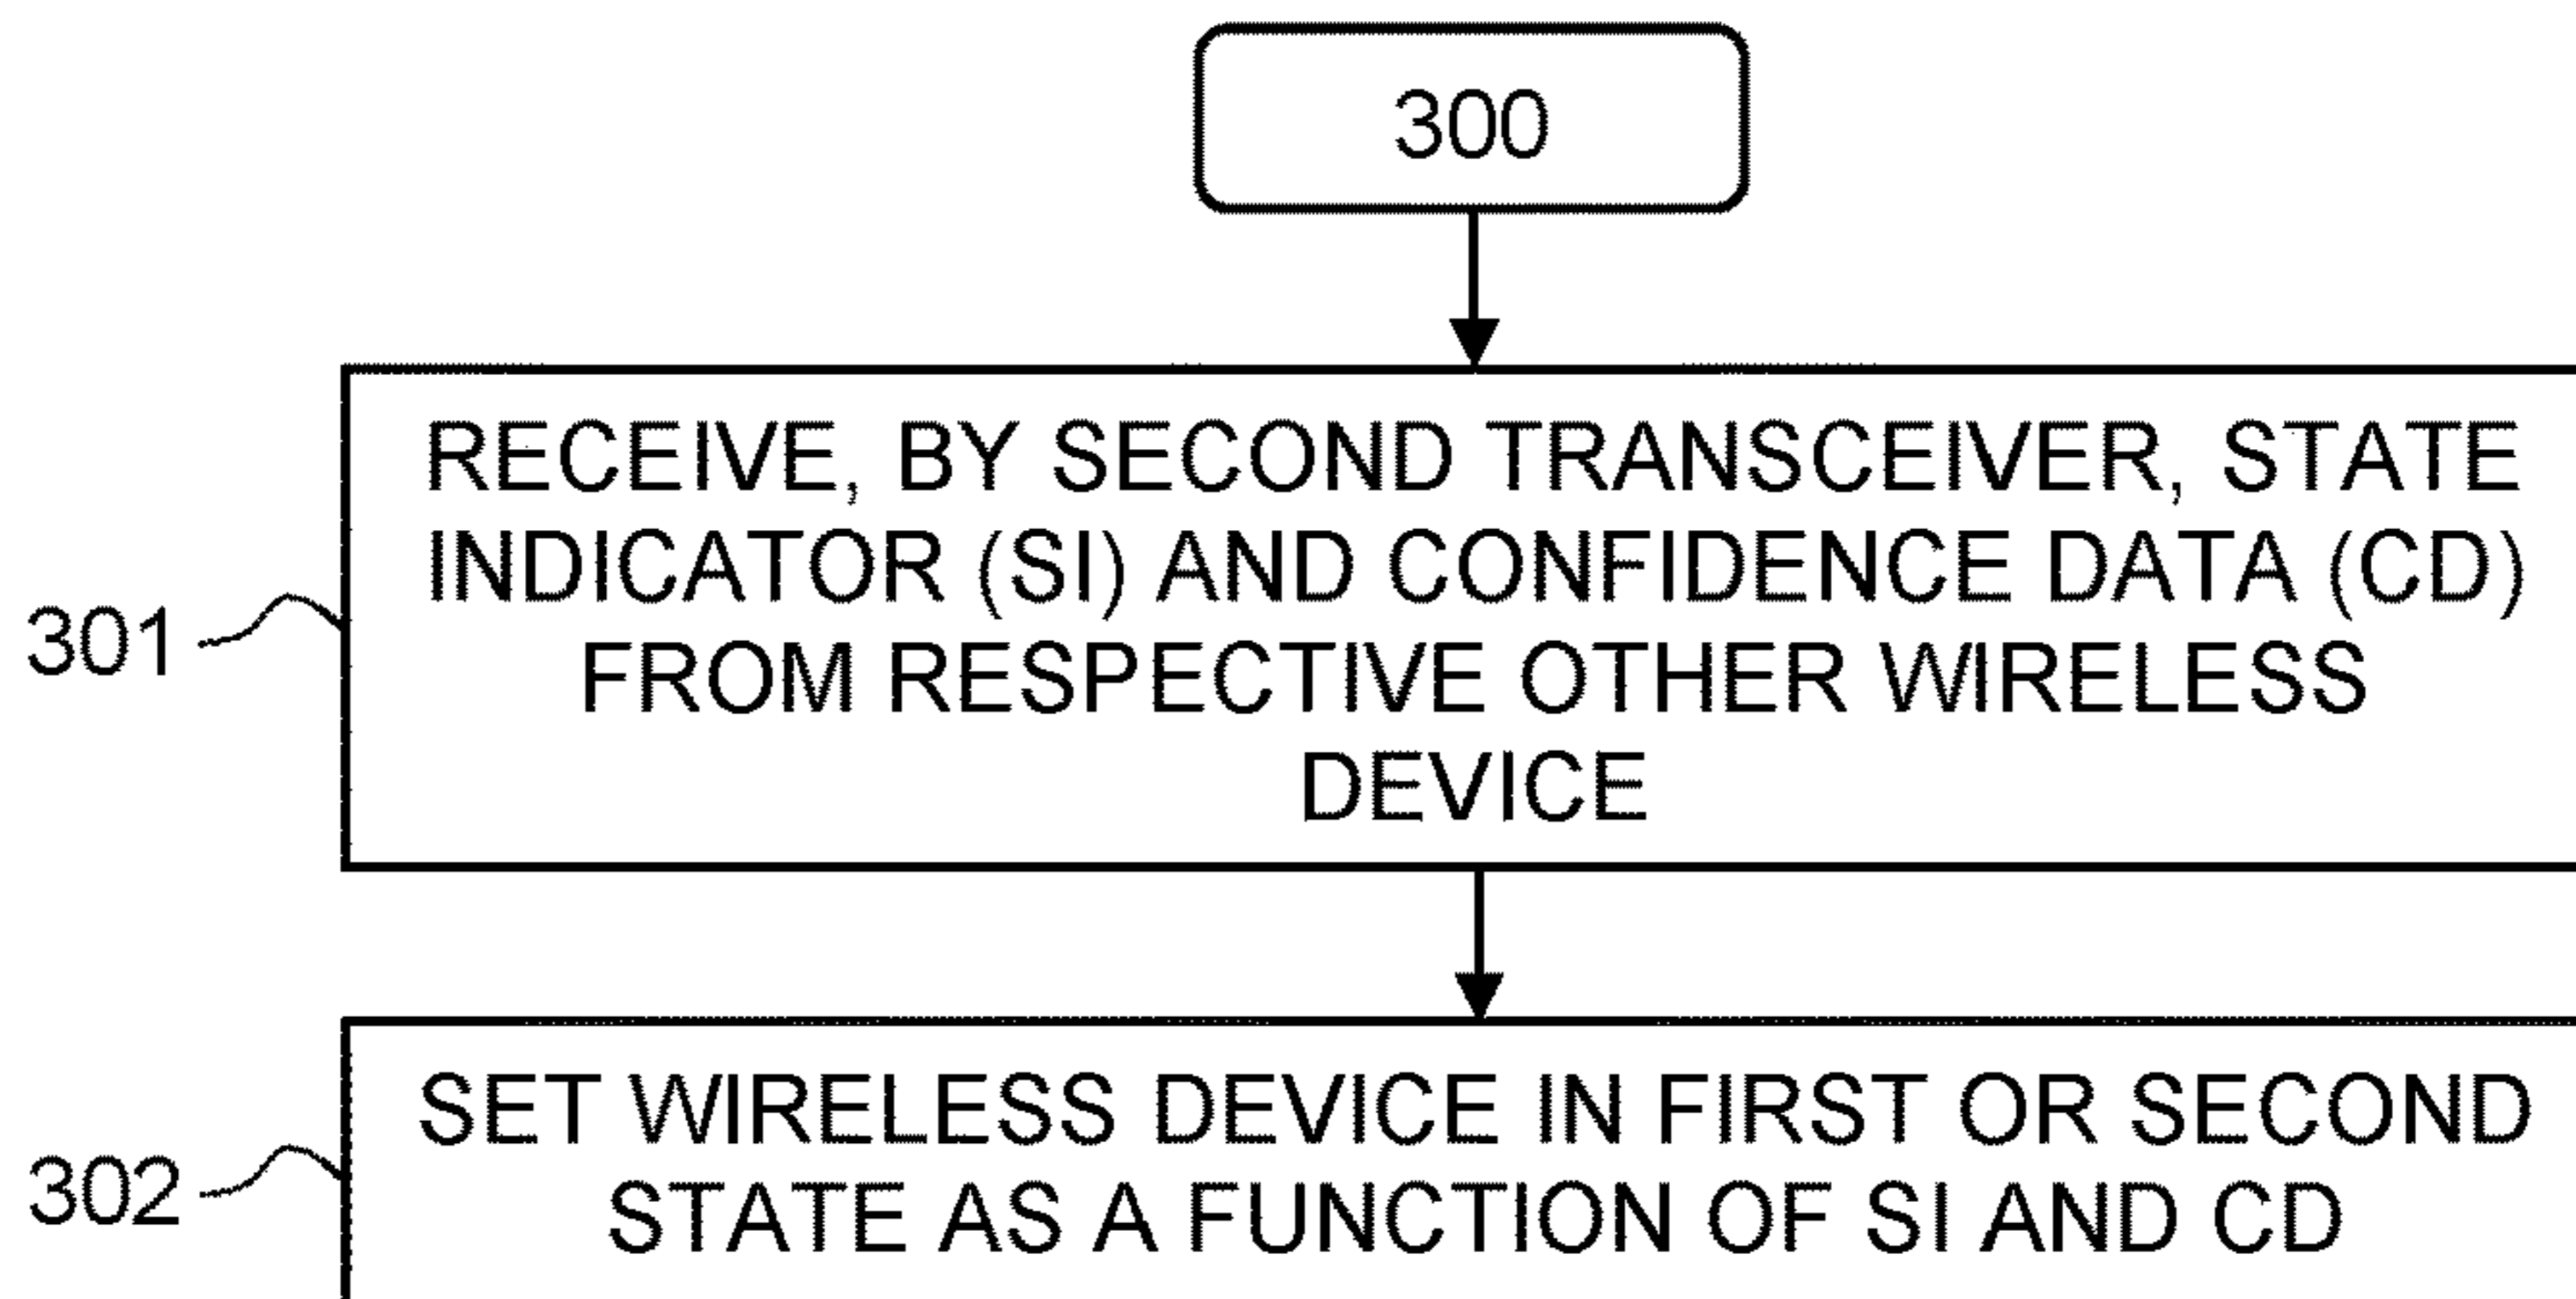 300
RECEIVE, BY SECOND TRANSCEIVER, STATE
INDICATOR (SI) AND CONFIDENCE DATA (CD)
301
FROM RESPECTIVE OTHER WIRELESS
DEVICE
SET WIRELESS DEVICE IN FIRST OR SECOND
302
STATE AS A FUNCTION OF SI AND CD